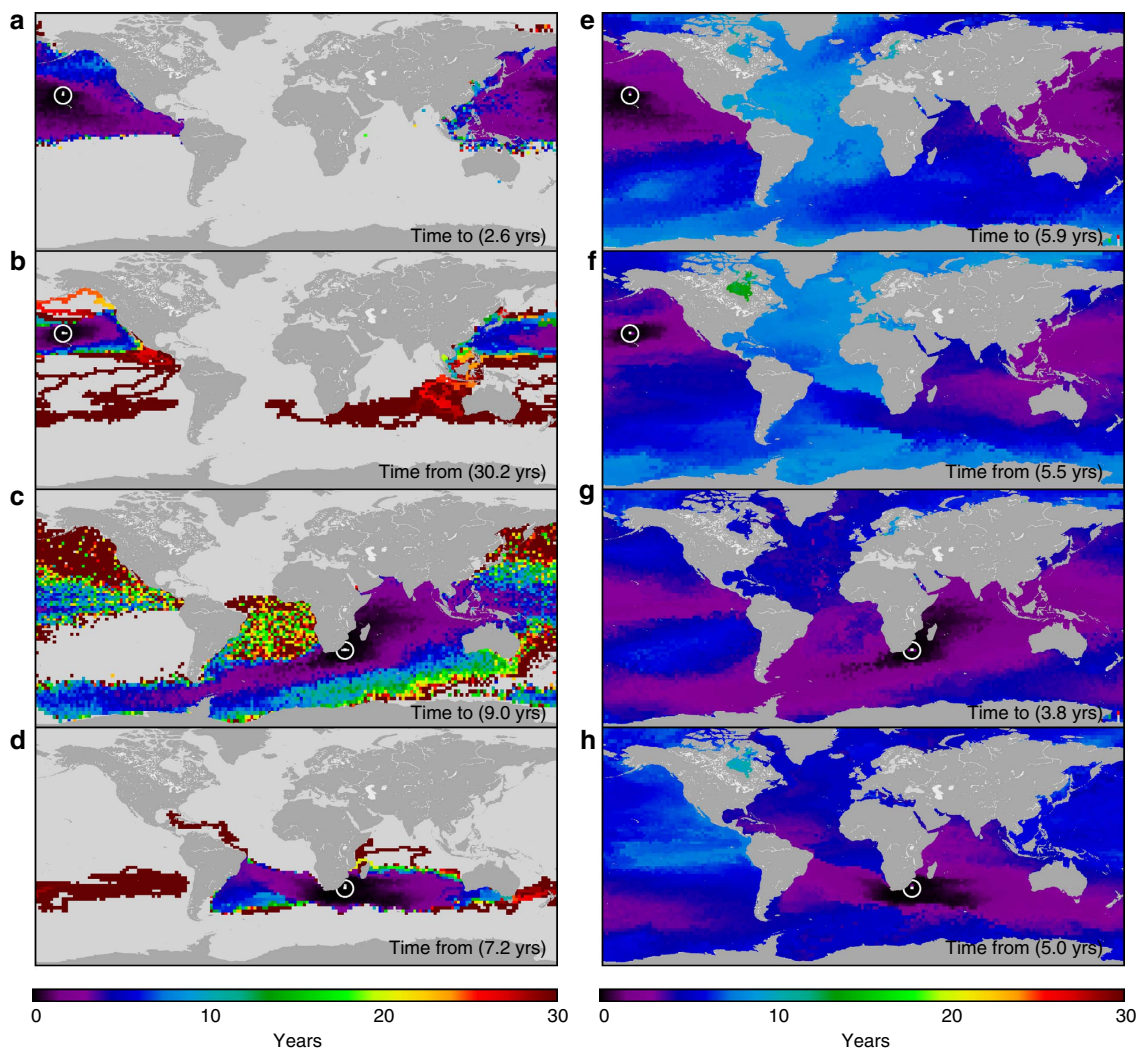 a
Time to (2.6 yrs)
b
Time from (30.2 yrs)
c
Time to (9.0 yrs)
d
Time from (7.2 yrs)
0 10 20 30
Years
e
Time to (5.9 yrs)
f
Time from (5.5 yrs)
g
Time to (3.8 yrs)
h
Time from (5.0 yrs)
0 10 20 30
Years